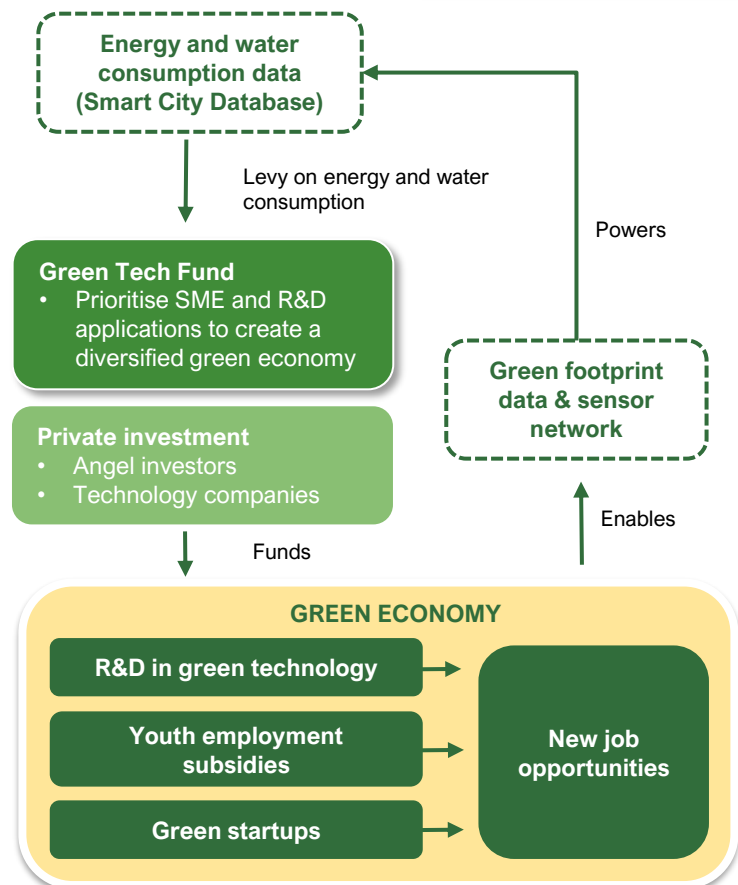 Energy and water
consumption data
(Smart City Database)
Levy on energy and water
consumption
Powers
Green Tech Fund
• Prioritise SME and R&D
applications to create a
diversified green economy
Green footprint
data & sensor
network
Private investment
• Angel investors
• Technology companies
Funds
Enables
GREEN ECONOMY
R&D in green technology
Youth employment
subsidies
Green startups
New job
opportunities